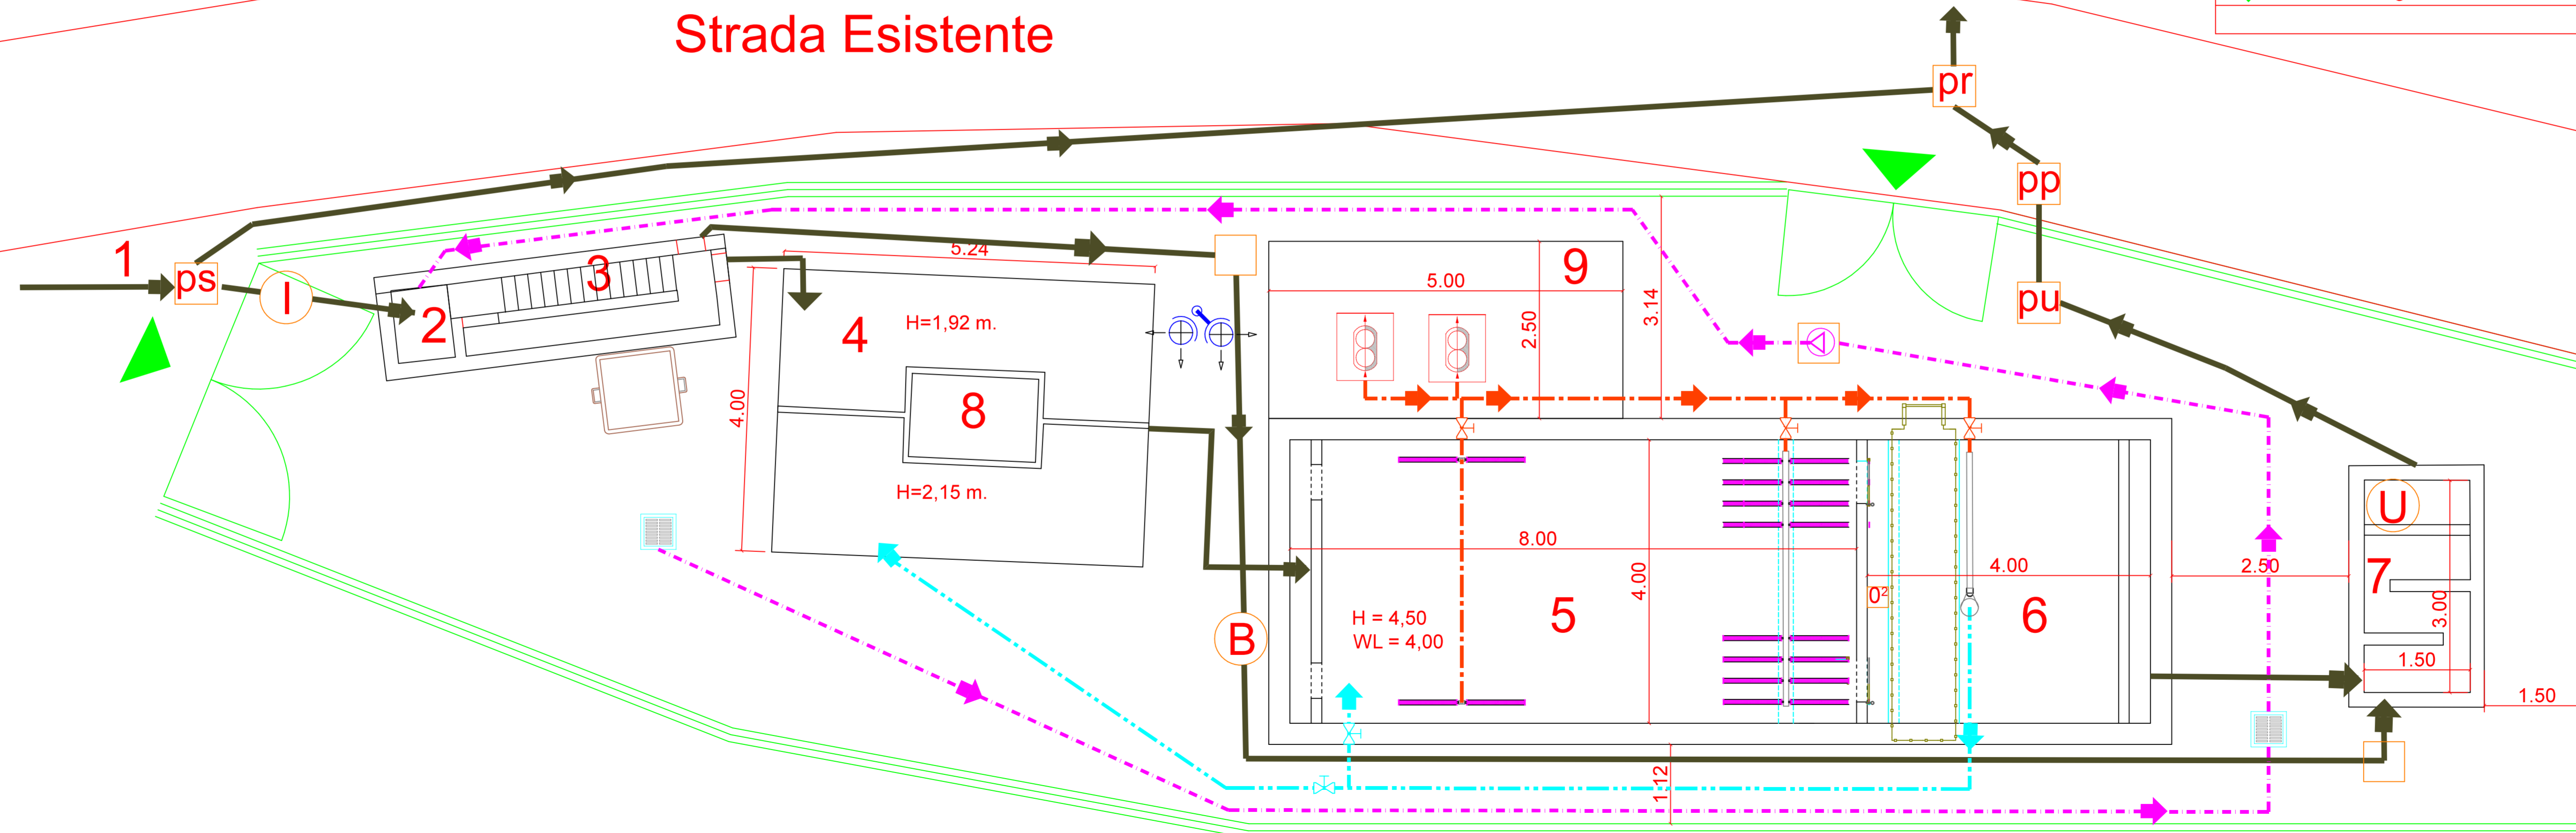 Strada Esistente
pr
pp
1
ps
I
2
3
5.24
4
H=1,92 m.
4.00
8
H=2,15 m.
9
5.00
2.50
3.14
pu
B
8.00
4.00
H = 4,50
WL = 4,00
5
0²
4.00
6
2.50
U
7
3.00
1.50
1.50
1.12